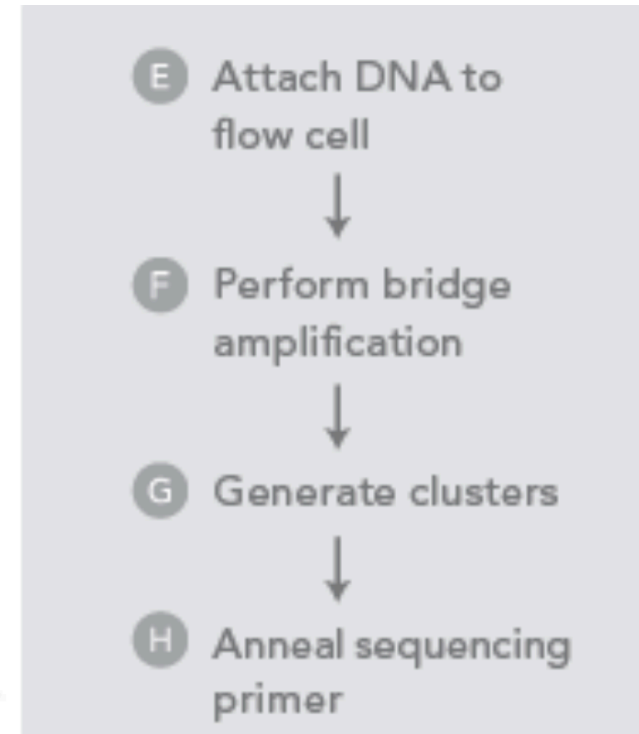 E Attach DNA to
flow cell
F Perform bridge
amplification
G Generate clusters
H Anneal sequencing
primer